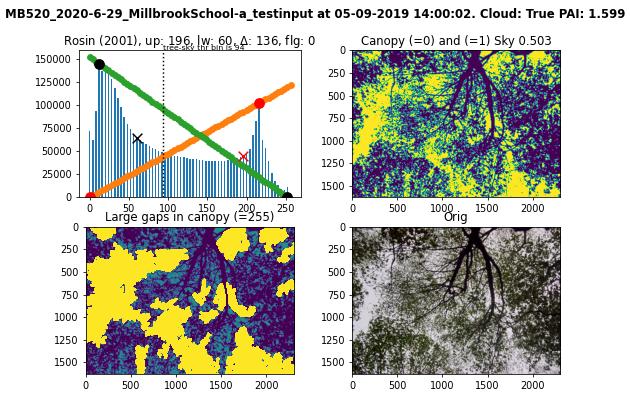 MB520_2020-6-29_MillbrookSchool-a_testinput at 05-09-2019 14:00:02. Cloud: True PAI: 1.599
Rosin (2001), up: 196, lw: 60, Δ: 136, flg: 0
tree-sky thr bin is 94
150000
125000
100000
75000
50000
25000
0
0 50 100 150 200 250
Canopy (=0) and (=1) Sky 0.503
0
250
500
750
1000
1250
1500
0 500 1000 1500 2000
Large gaps in canopy (=255)
0
250
500
750
1000
1250
1500
0 500 1000 1500 2000
Orig
0
250
500
750
1000
1250
1500
0 500 1000 1500 2000